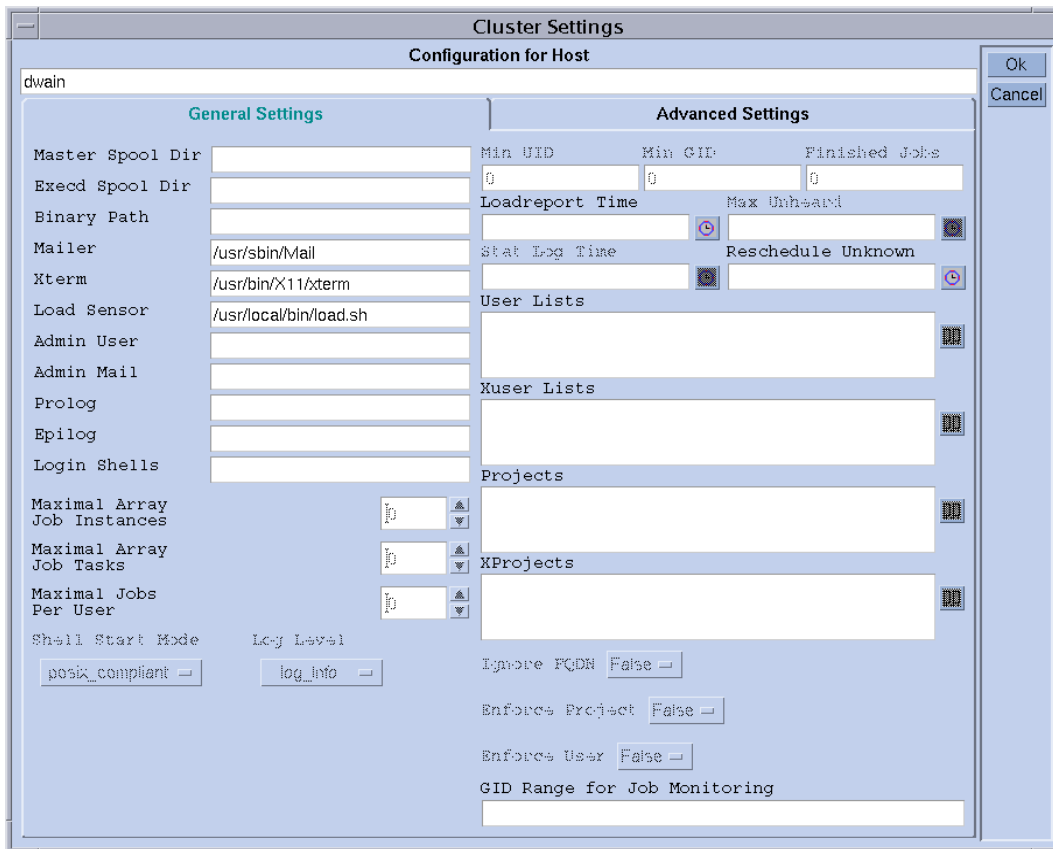 Cluster Settings
Configuration for Host
Ok
dwain
Cancel
General Settings
Advanced Settings
Master Spool Dir
Execd Spool Dir
Binary Path
Mailer
/usr/sbin/Mail
Xterm
/usr/bin/X11/xterm
Load Sensor
/usr/local/bin/load.sh
Admin User
Admin Mail
Prolog
Epilog
Login Shells
Maximal Array
Job Instances
Maximal Array
Job Tasks
Maximal Jobs
Per User
Shell Start Mode
Log Level
posix_compliant
log_info
Min UID
Min GID
Finished Jobs
0
0
0
Loadreport Time
Max Unheard
Stat Log Time
Reschedule Unknown
User Lists
Xuser Lists
Projects
XProjects
Ignore FQDN False
Enforce Project False
Enforce User False
GID Range for Job Monitoring